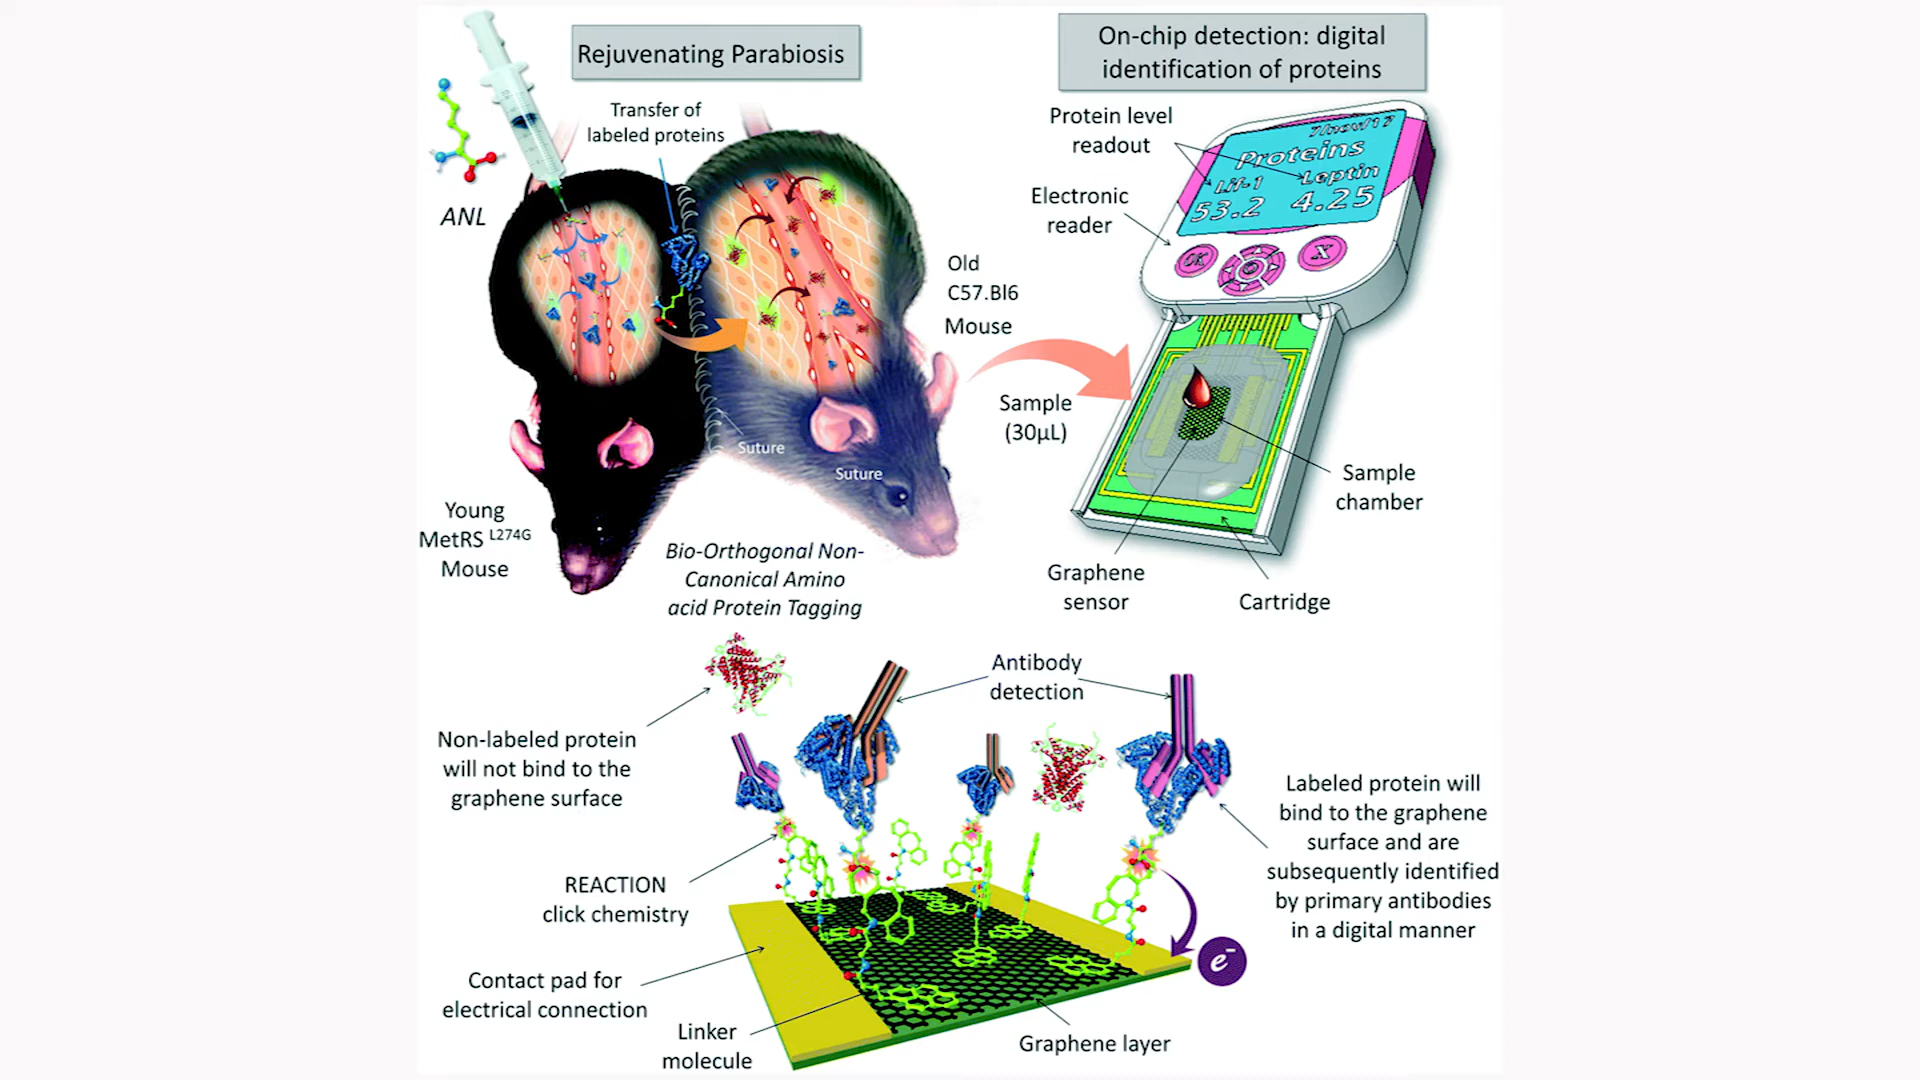 Rejuvenating Parabiosis
On-chip detection: digital
identification of proteins
Transfer of
labeled proteins
ANL
Protein level
readout
7/nov/17
Proteins
Lif-1 Leptin
53.2 4.25
Electronic
reader
OK
X
Old
C57.Bl6
Mouse
Sample
(30µL)
Suture
Suture
Sample
chamber
Young
MetRS L274G
Mouse
Bio-Orthogonal Non-
Canonical Amino
acid Protein Tagging
Graphene
sensor
Cartridge
Antibody
detection
Non-labeled protein
will not bind to the
graphene surface
Labeled protein will
bind to the graphene
surface and are
subsequently identified
by primary antibodies
in a digital manner
REACTION
click chemistry
e-
Contact pad for
electrical connection
Linker
molecule
Graphene layer